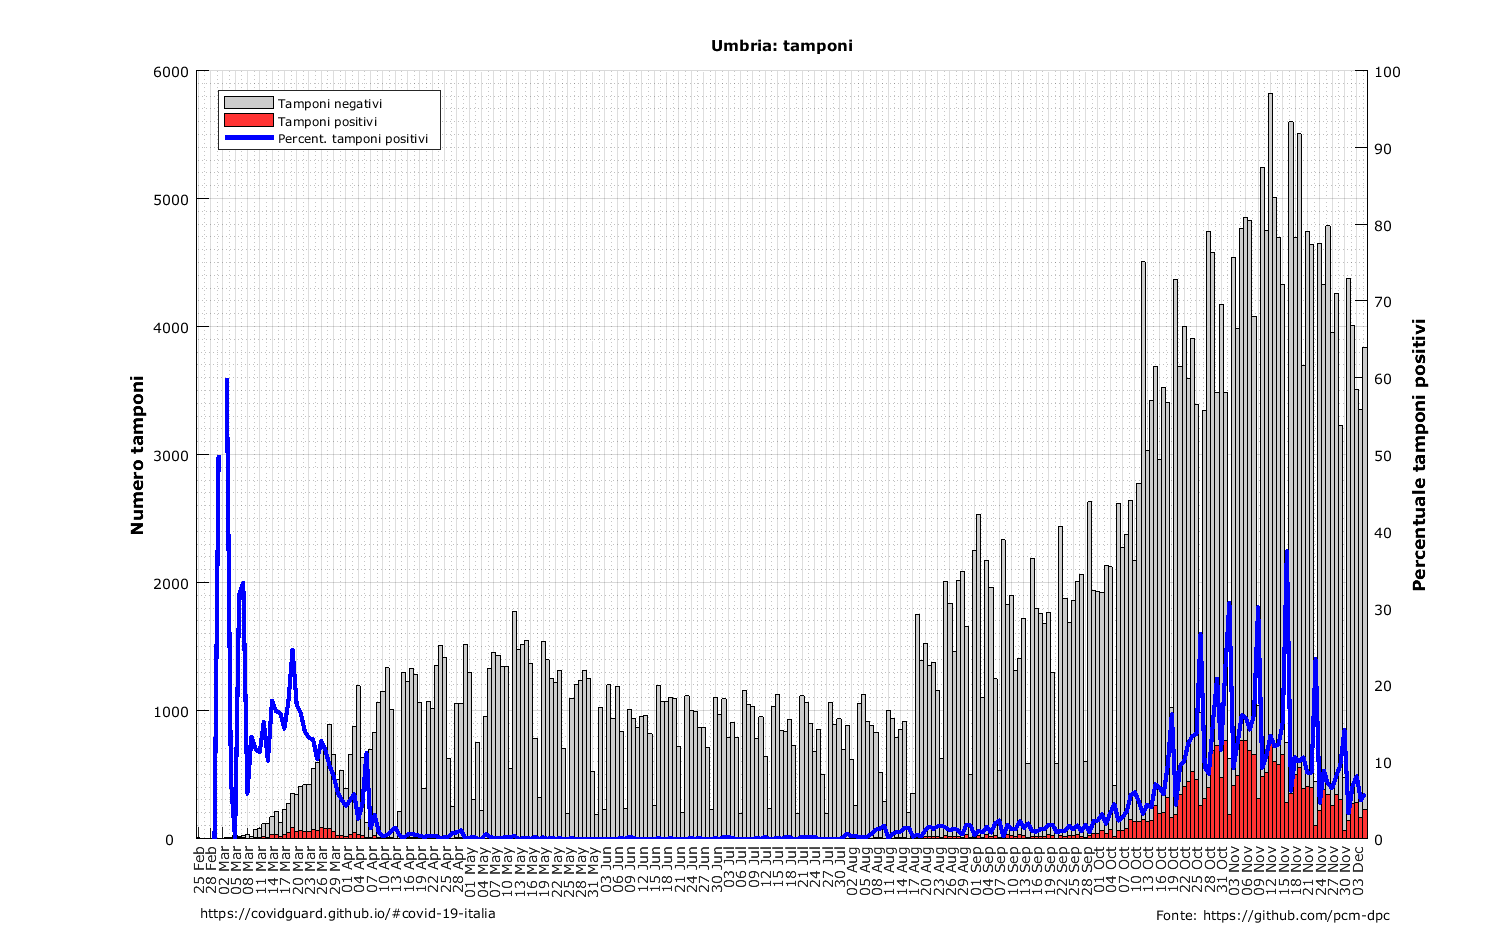 Umbria: tamponi
Tamponi negativi
Tamponi positivi
Percent. tamponi positivi
Numero tamponi
6000
5000
4000
3000
2000
1000
0
Percentuale tamponi positivi
100
90
80
70
60
50
40
30
20
10
0
25 Feb
28 Feb
02 Mar
05 Mar
08 Mar
11 Mar
14 Mar
17 Mar
20 Mar
23 Mar
26 Mar
29 Mar
01 Apr
04 Apr
07 Apr
10 Apr
13 Apr
16 Apr
19 Apr
22 Apr
25 Apr
28 Apr
01 May
04 May
07 May
10 May
13 May
16 May
19 May
22 May
25 May
28 May
31 May
03 Jun
06 Jun
09 Jun
12 Jun
15 Jun
18 Jun
21 Jun
24 Jun
27 Jun
30 Jun
03 Jul
06 Jul
09 Jul
12 Jul
15 Jul
18 Jul
21 Jul
24 Jul
27 Jul
30 Jul
02 Aug
05 Aug
08 Aug
11 Aug
14 Aug
17 Aug
20 Aug
23 Aug
26 Aug
29 Aug
01 Sep
04 Sep
07 Sep
10 Sep
13 Sep
16 Sep
19 Sep
22 Sep
25 Sep
28 Sep
01 Oct
04 Oct
07 Oct
10 Oct
13 Oct
16 Oct
19 Oct
22 Oct
25 Oct
28 Oct
31 Oct
03 Nov
06 Nov
09 Nov
12 Nov
15 Nov
18 Nov
21 Nov
24 Nov
27 Nov
30 Nov
03 Dec
https://covidguard.github.io/#covid-19-italia
Fonte: https://github.com/pcm-dpc